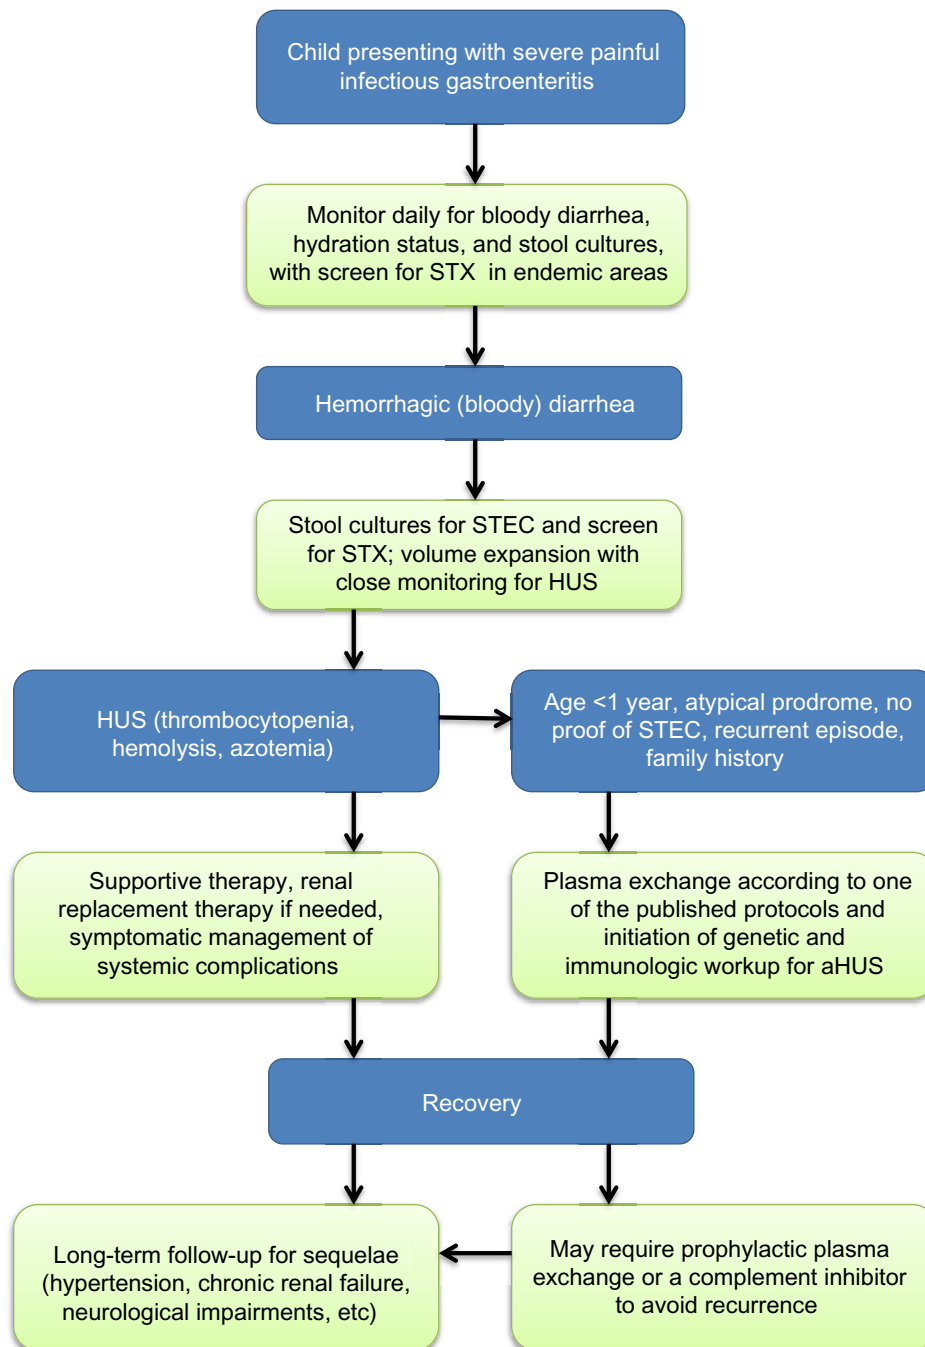 Child presenting with severe painful
infectious gastroenteritis
Monitor daily for bloody diarrhea,
hydration status, and stool cultures,
with screen for STX in endemic areas
Hemorrhagic (bloody) diarrhea
Stool cultures for STEC and screen
for STX; volume expansion with
close monitoring for HUS
HUS (thrombocytopenia,
hemolysis, azotemia)
Age <1 year, atypical prodrome, no
proof of STEC, recurrent episode,
family history
Supportive therapy, renal
replacement therapy if needed,
symptomatic management of
systemic complications
Plasma exchange according to one
of the published protocols and
initiation of genetic and
immunologic workup for aHUS
Recovery
Long-term follow-up for sequelae
(hypertension, chronic renal failure,
neurological impairments, etc)
May require prophylactic plasma
exchange or a complement inhibitor
to avoid recurrence